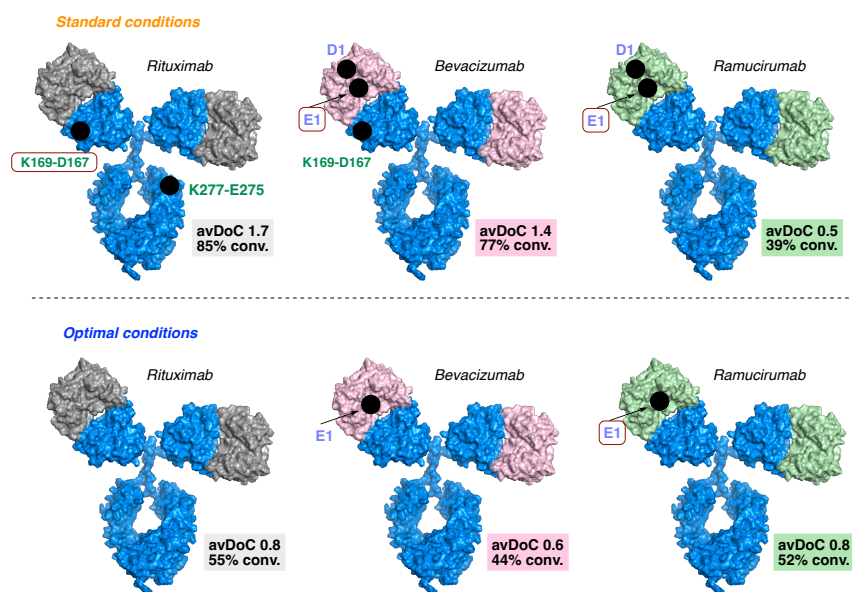 Standard conditions
Rituximab
Bevacizumab
Ramucirumab
D1
D1
E1
E1
K169-D167
K169-D167
K277-E275
avDoC 1.7
85% conv.
avDoC 1.4
77% conv.
avDoC 0.5
39% conv.
Optimal conditions
Rituximab
Bevacizumab
Ramucirumab
E1
E1
avDoC 0.8
55% conv.
avDoC 0.6
44% conv.
avDoC 0.8
52% conv.